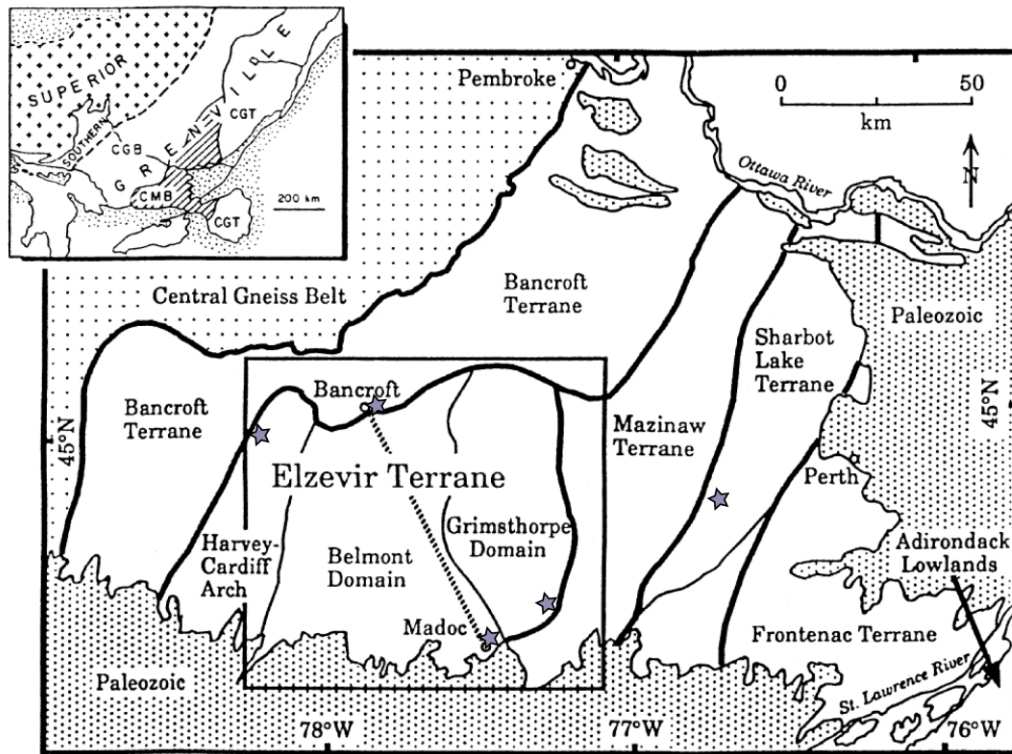 SUPERIOR
SOUTHERN
GRENVILLE
CGT
CGB
CMB
CGT
200 km
Pembroke
0 50
km
N
Ottawa River
Central Gneiss Belt
Bancroft
Terrane
Paleozoic
Sharbot
Lake
Terrane
Bancroft
Terrane
Bancroft
Mazinaw
Terrane
45°N
45°N
Elzevir Terrane
Perth
Grimsthorpe
Domain
Harvey-
Cardiff
Arch
Belmont
Domain
Adirondack
Lowlands
Madoc
Frontenac Terrane
Paleozoic
St. Lawrence River
78°W
77°W
76°W